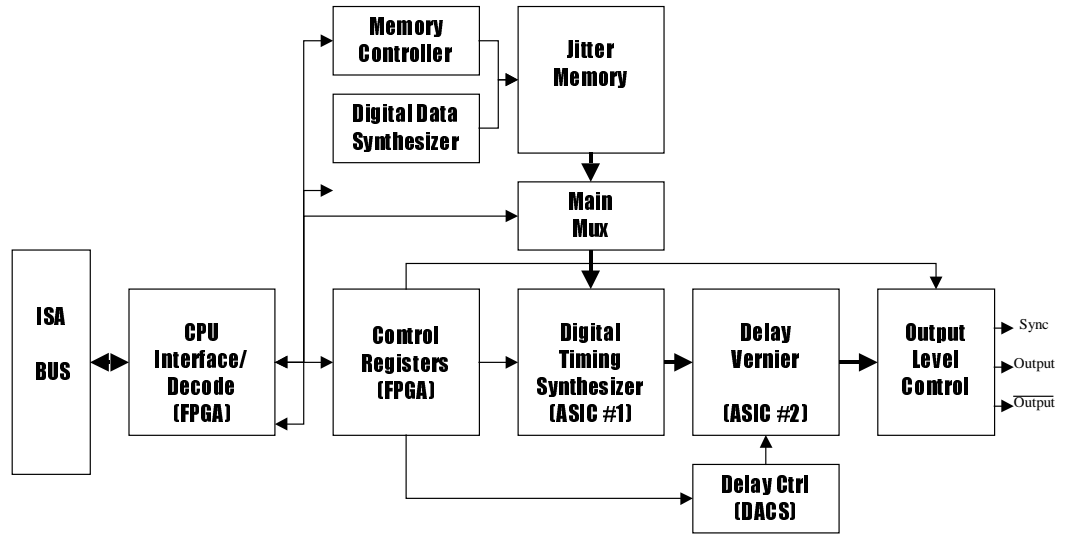 Memory
Controller
Jitter
Memory
Digital Data
Synthesizer
Main
Mux
ISA
BUS
CPU
Interface/
Decode
(FPGA)
Control
Registers
(FPGA)
Digital
Timing
Synthesizer
(ASIC #1)
Delay
Vernier
(ASIC #2)
Output
Level
Control
Sync
Output
Output
Delay Ctrl
(DACS)